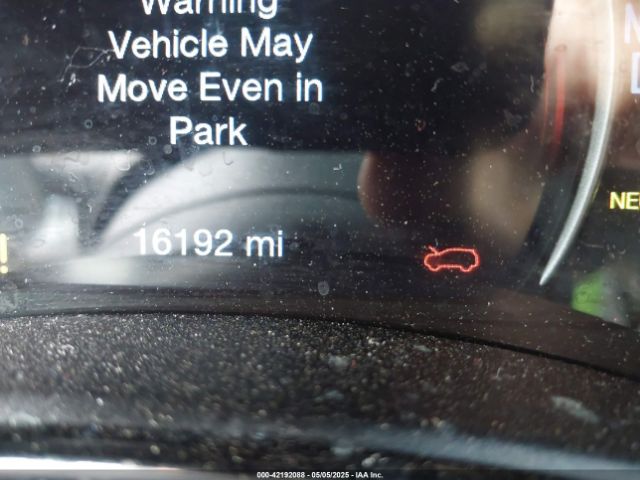 Warning
Vehicle May
Move Even in
Park
16192 mi
!
000-42192088 - 05/05/2025 - IAA Inc.